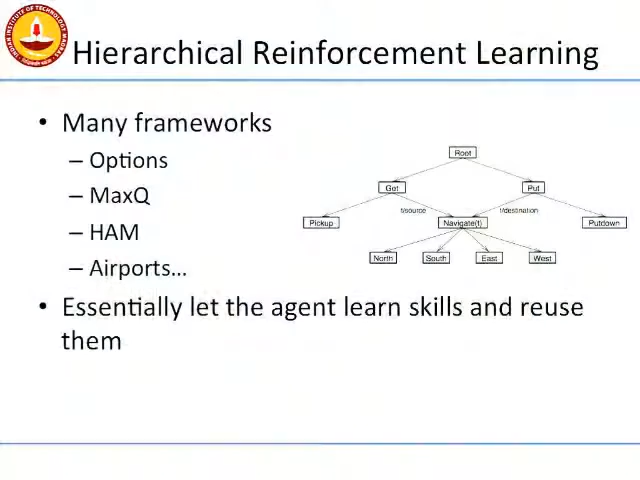 Hierarchical Reinforcement Learning
• Many frameworks
– Options
– MaxQ
– HAM
– Airports...
• Essentially let the agent learn skills and reuse
them
Root
Got
Put
t/source
t/destination
Pickup
Navigate(t)
Putdown
North
South
East
West